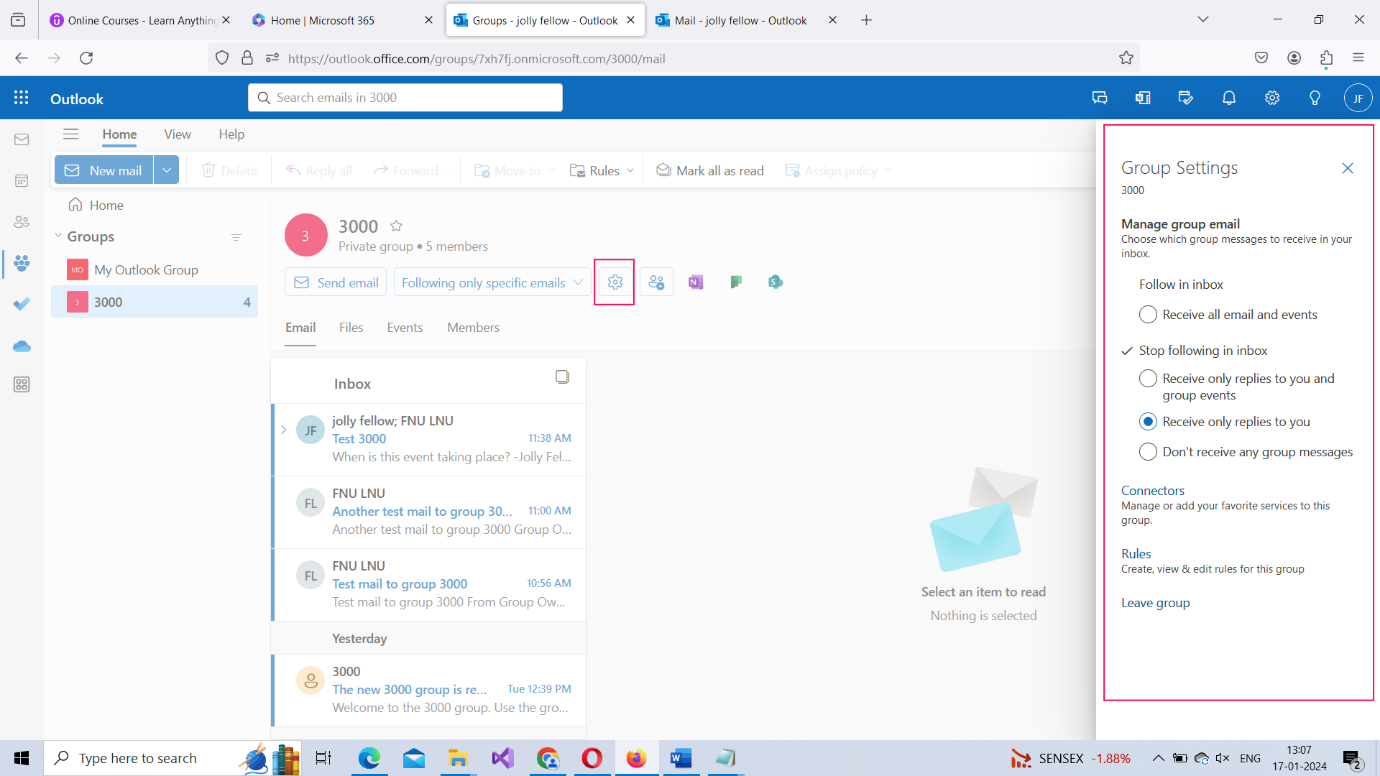 Online Courses - Learn Anything
Home | Microsoft 365
Groups - jolly fellow - Outlook
Mail - jolly fellow - Outlook
https://outlook.office.com/groups/7xh7fj.onmicrosoft.com/3000/mail
Outlook
Search emails in 3000
JF
Home
View
Help
New mail
Delete
Reply all
Forward
Move to
Rules
Mark all as read
Assign policy
Home
Groups
MO
My Outlook Group
3
3000
4
3
3000
Private group • 5 members
Send email
Following only specific emails
Email
Files
Events
Members
Inbox
JF
jolly fellow; FNU LNU
Test 3000
11:38 AM
When is this event taking place? -Jolly Fel...
FL
FNU LNU
Another test mail to group 30...
11:00 AM
Another test mail to group 3000 Group O...
FL
FNU LNU
Test mail to group 3000
10:56 AM
Test mail to group 3000 From Group Ow...
Yesterday
3000
The new 3000 group is re...
Tue 12:39 PM
Welcome to the 3000 group. Use the gro...
Select an item to read
Nothing is selected
Group Settings
3000
Manage group email
Choose which group messages to receive in your
inbox.
Follow in inbox
Receive all email and events
Stop following in inbox
Receive only replies to you and
group events
Receive only replies to you
Don't receive any group messages
Connectors
Manage or add your favorite services to this
group.
Rules
Create, view & edit rules for this group
Leave group
Type here to search
SENSEX
-1.88%
ENG
13:07
17-01-2024
2